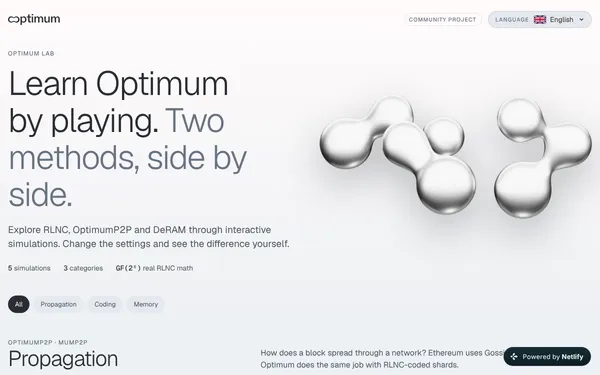 optimum
COMMUNITY PROJECT
LANGUAGE English
OPTIMUM LAB
Learn Optimum
by playing. Two
methods, side by
side.
Explore RLNC, OptimumP2P and DeRAM through interactive
simulations. Change the settings and see the difference yourself.
5 simulations 3 categories GF(2⁸) real RLNC math
All Propagation Coding Memory
OPTIMUMP2P · MUMP2P
Propagation
How does a block spread through a network? Ethereum uses
Optimum does the same job with RLNC-coded shards.
Powered by Netlify